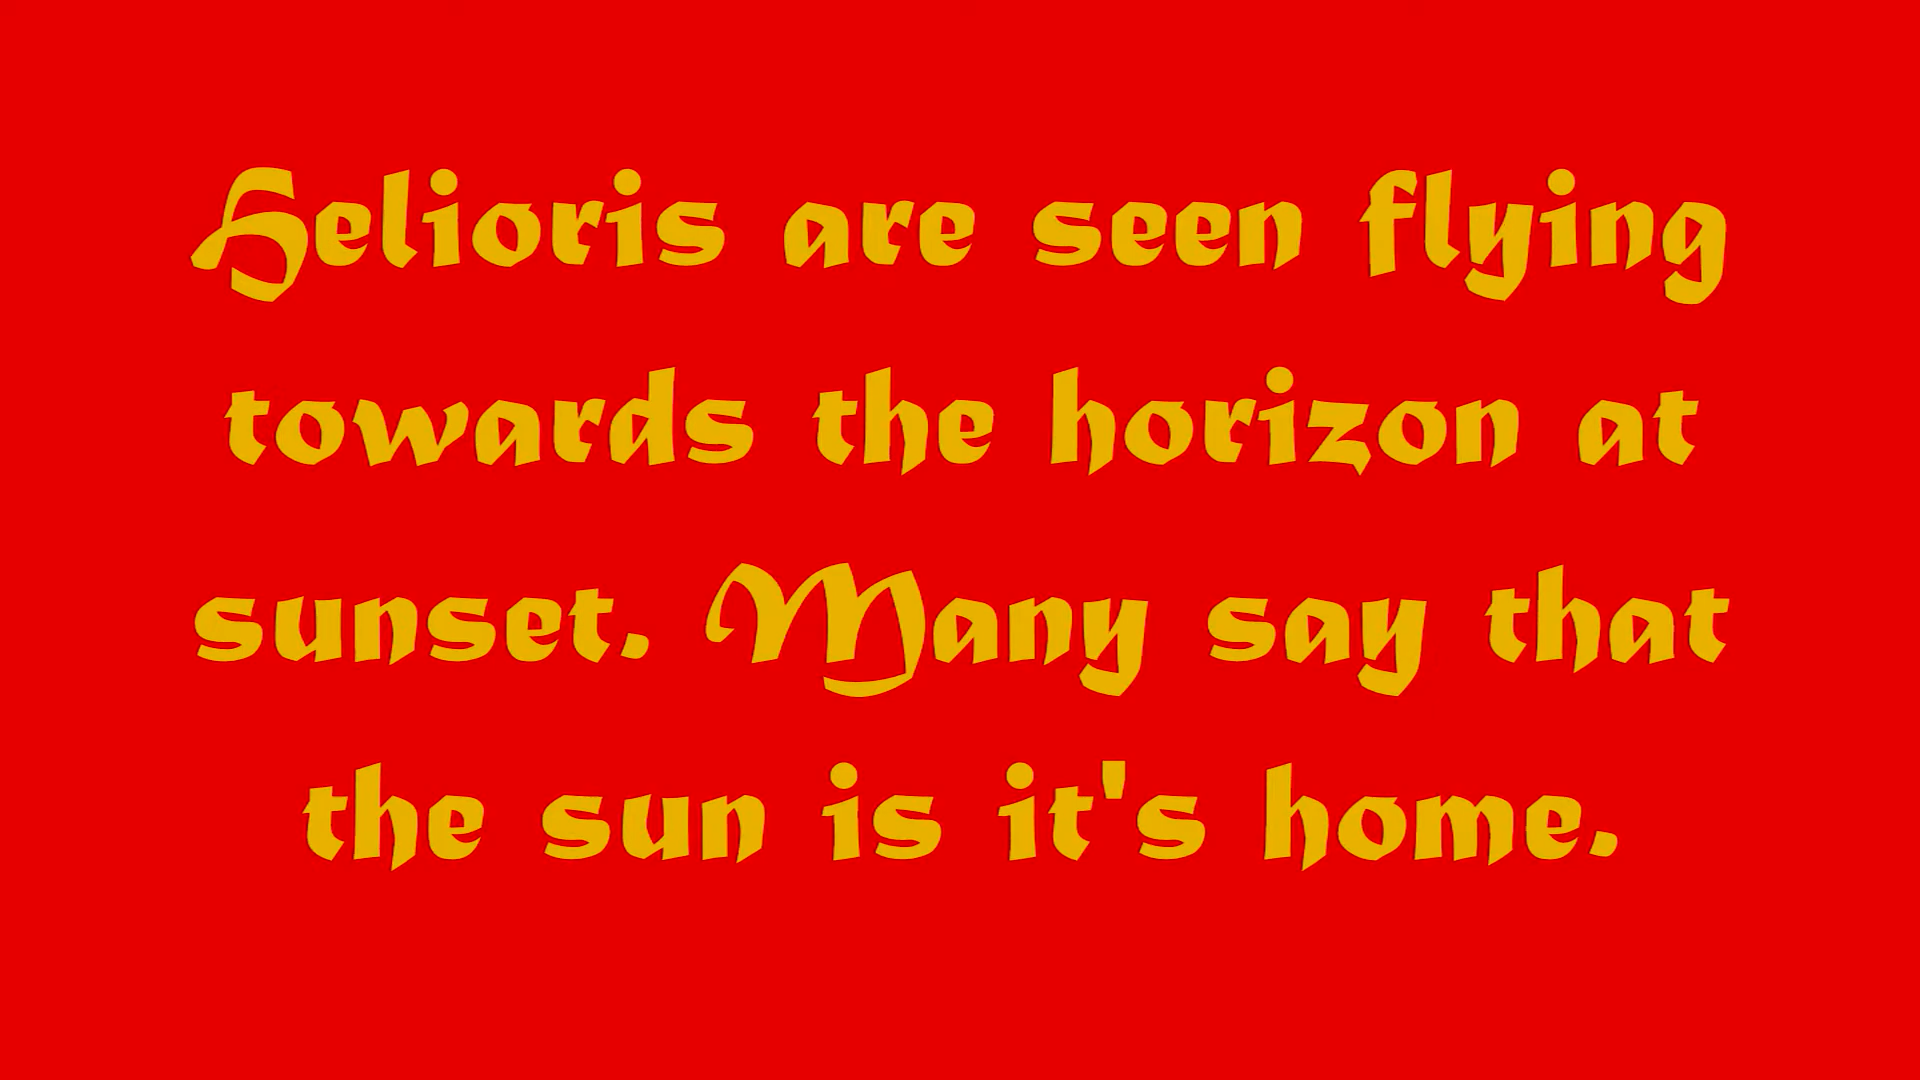 Helioris are seen flying
towards the horizon at
sunset. Many say that
the sun is it's home.